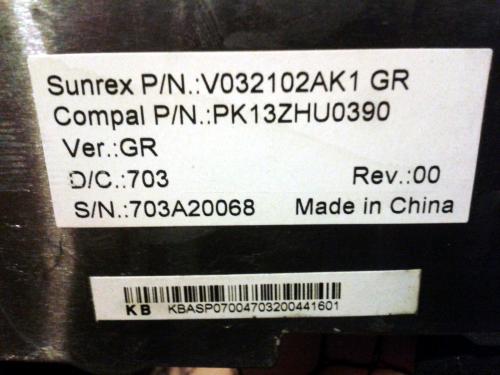 Sunrex P/N.:V032102AK1 GR
Compal P/N.:PK13ZHU0390
Ver.:GR
D/C.:703 Rev.:00
S/N.:703A20068 Made in China
KB KBASP07004703200441601